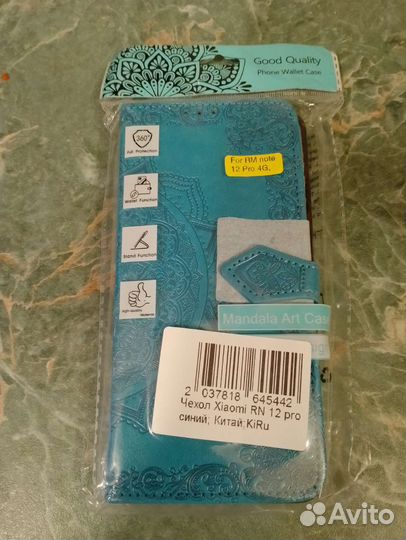 Good Quality
Phone Wallet Case
360°
Full Protection
For RM note
12 Pro 4G.
Wallet Function
Stand Function
High-quality
Material
Mandala Art Case
2 037818 645442
Чехол Xiaomi RN 12 pro
синий; Китай;KiRu
Avito